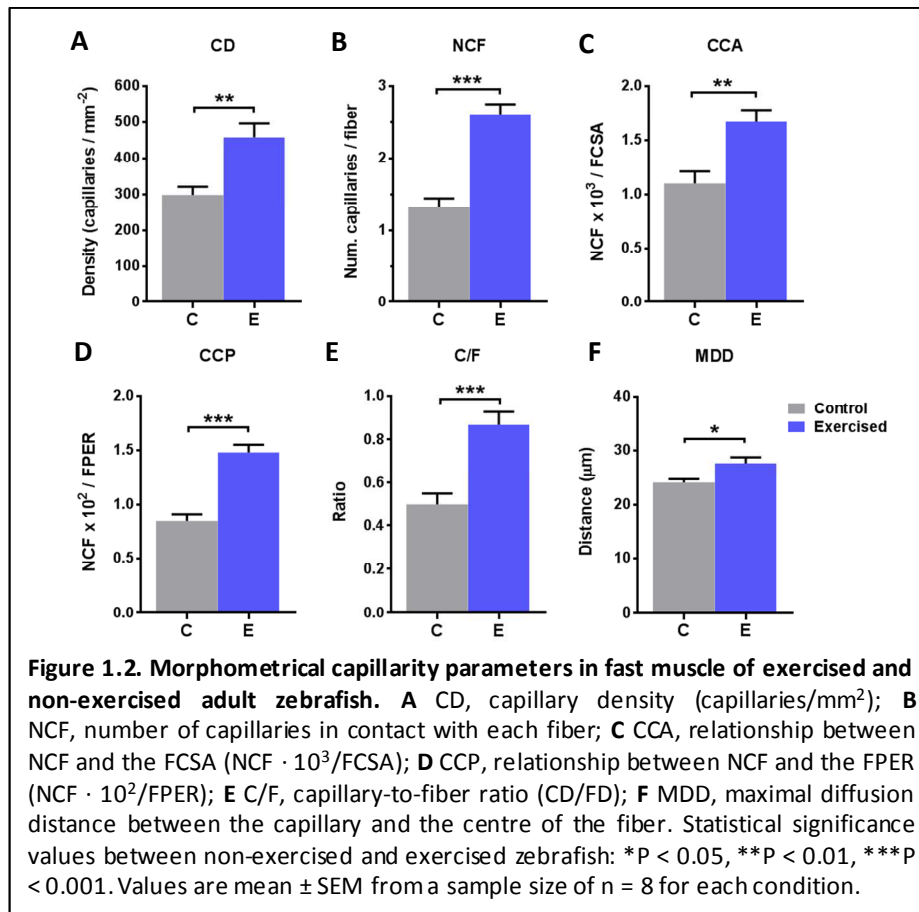 A CD
Density (capillaries / mm⁻²)
600
500
400
300
200
100
0
**
C E
B NCF
Num. capillaries / fiber
3
2
1
0
***
C E
C CCA
NCF x 10³ / FCSA
2.0
1.5
1.0
0.5
0.0
**
C E
D CCP
NCF x 10² / FPER
2.0
1.5
1.0
0.5
0.0
***
C E
E C/F
Ratio
1.0
0.8
0.6
0.4
0.2
0.0
***
C E
F MDD
Distance (µm)
40
30
20
10
0
*
C E
Control
Exercised
Figure 1.2. Morphometrical capillarity parameters in fast muscle of exercised and
non-exercised adult zebrafish. A CD, capillary density (capillaries/mm²); B
NCF, number of capillaries in contact with each fiber; C CCA, relationship between
NCF and the FCSA (NCF · 10³/FCSA); D CCP, relationship between NCF and the FPER
(NCF · 10²/FPER); E C/F, capillary-to-fiber ratio (CD/FD); F MDD, maximal diffusion
distance between the capillary and the centre of the fiber. Statistical significance
values between non-exercised and exercised zebrafish: *P < 0.05, **P < 0.01, ***P
< 0.001. Values are mean ± SEM from a sample size of n = 8 for each condition.